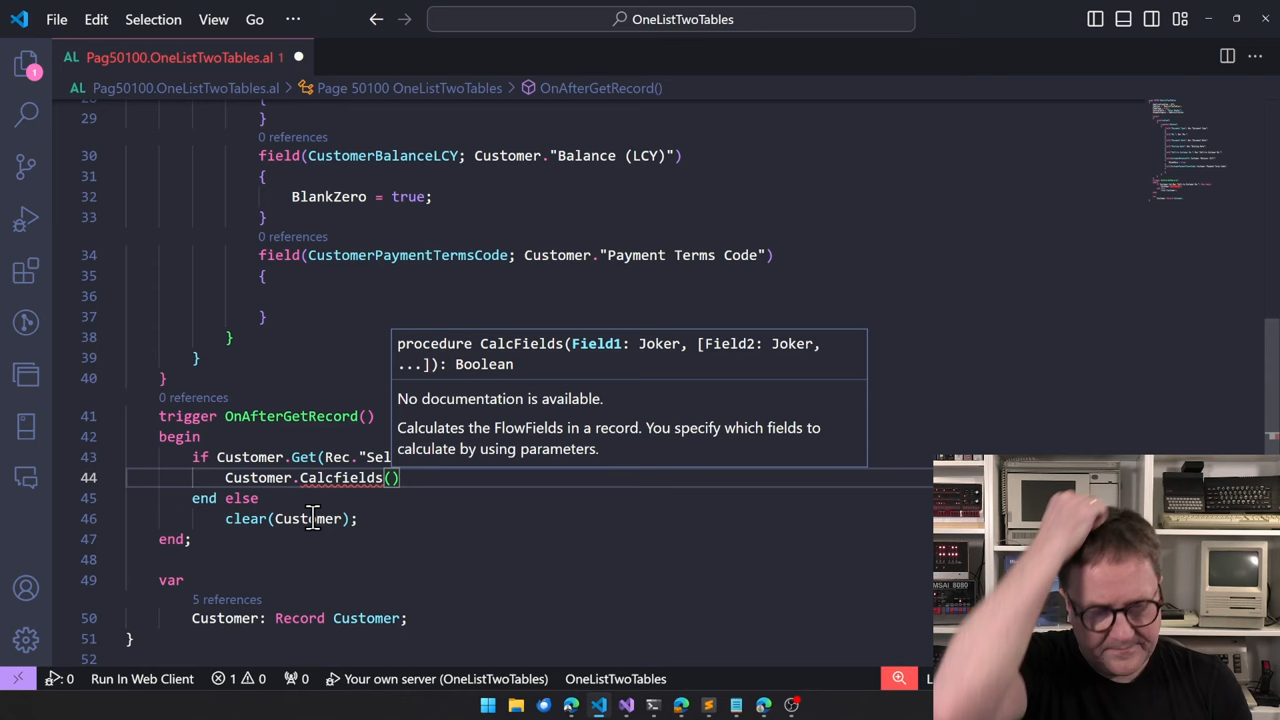 File Edit Selection View Go ··· OneListTwoTables
AL Pag50100.OneListTwoTables.al 1
AL Pag50100.OneListTwoTables.al > Page 50100 OneListTwoTables > OnAfterGetRecord()
1
29 }
0 references
30 field(CustomerBalanceLCY; Customer."Balance (LCY)")
31 {
32 BlankZero = true;
33 }
0 references
34 field(CustomerPaymentTermsCode; Customer."Payment Terms Code")
35 {
36
37 }
38 }
39 }
40 }
procedure CalcFields(Field1: Joker, [Field2: Joker,
...]): Boolean
No documentation is available.
Calculates the FlowFields in a record. You specify which fields to
calculate by using parameters.
0 references
41 trigger OnAfterGetRecord()
42 begin
43 if Customer.Get(Rec."Sel
44 Customer.Calcfields()
45 end else
46 clear(Customer);
47 end;
48
49 var
5 references
50 Customer: Record Customer;
51 }
52
MSAI 8080
0 Run In Web Client 1 0 0 Your own server (OneListTwoTables) OneListTwoTables